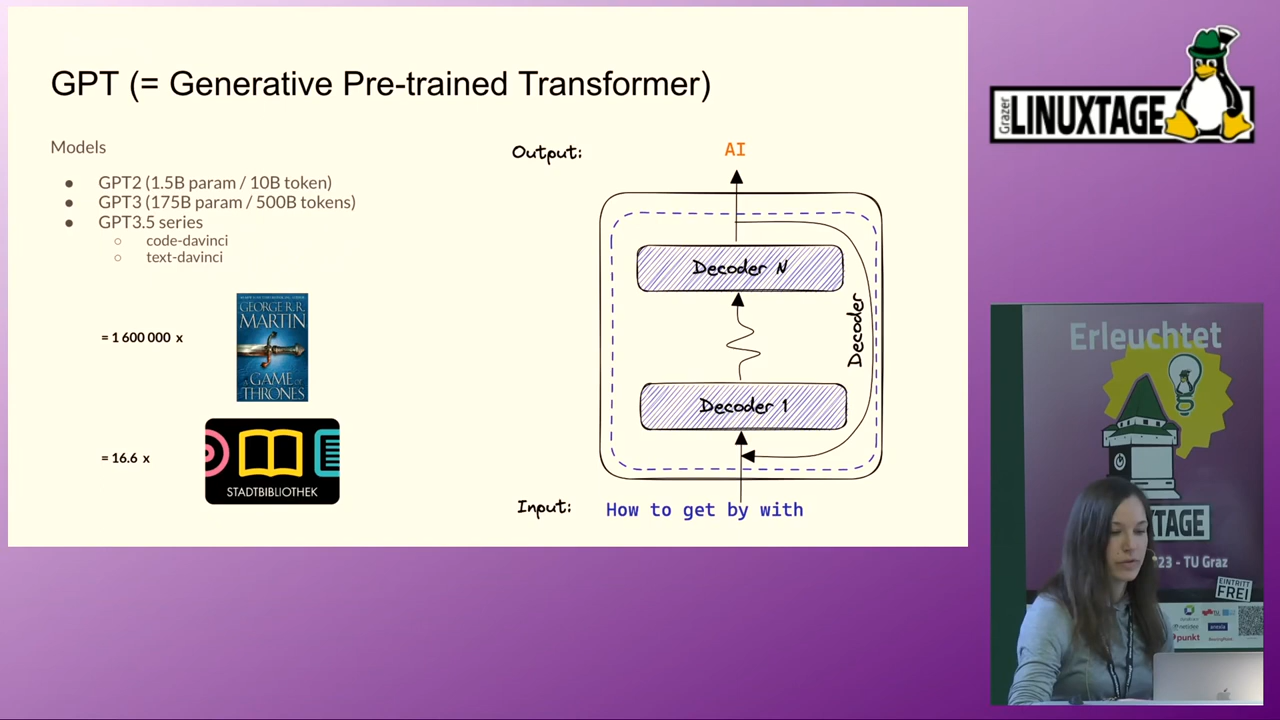 GPT (= Generative Pre-trained Transformer)
Models
● GPT2 (1.5B param / 10B token)
● GPT3 (175B param / 500B tokens)
● GPT3.5 series
○ code-davinci
○ text-davinci
= 1 600 000 x
GEORGE R.R.
MARTIN
A GAME OF
THRONES
= 16.6 x
STADTBIBLIOTHEK
Output:
AI
Decoder N
Decoder
Decoder 1
Input:
How to get by with
Grazer
LINUXTAGE
Erleuchtet
XTAGE
23 - TU Graz
EINTRITT
FREI
punkt